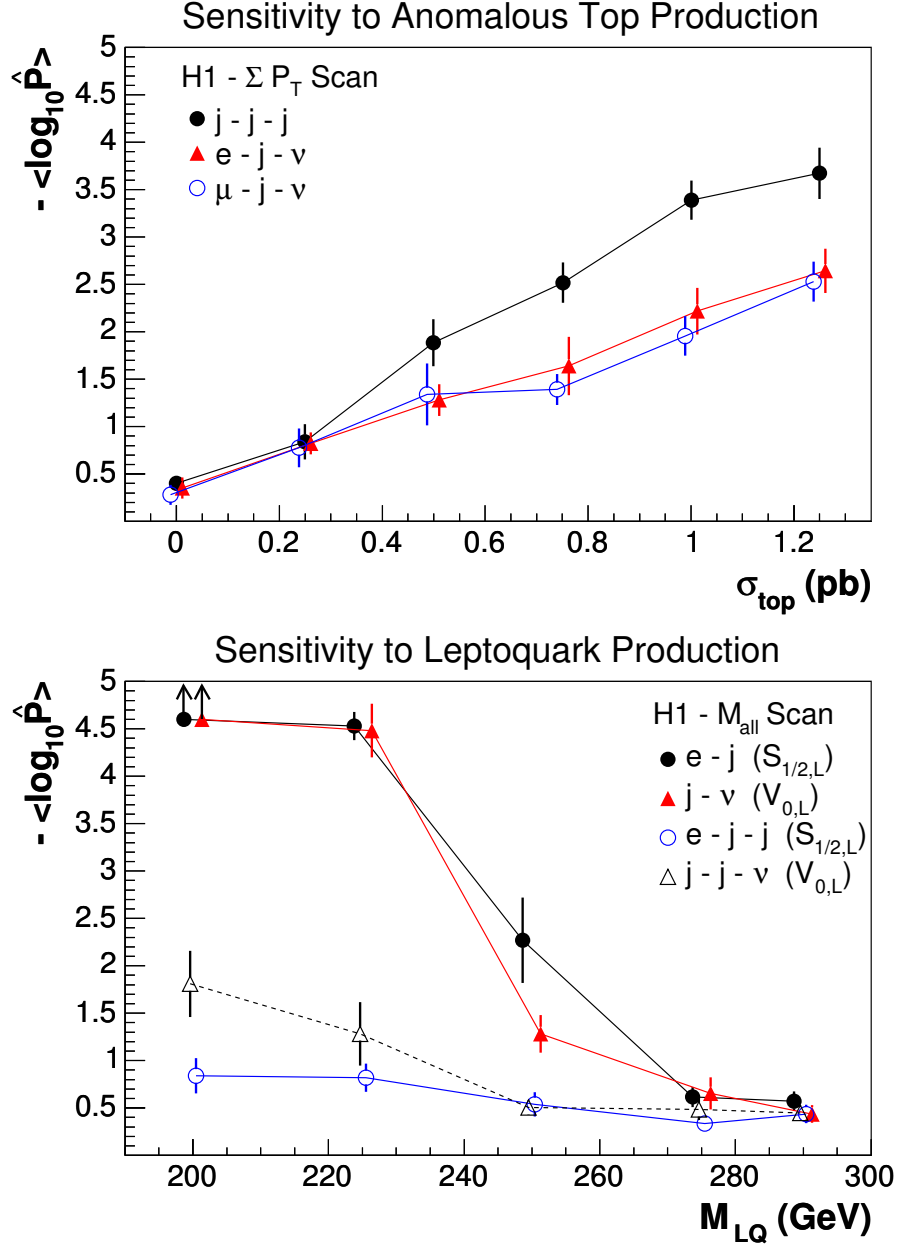 Sensitivity to Anomalous Top Production
- <log10P̂>
5
4.5
4
3.5
3
2.5
2
1.5
1
0.5
H1 - Σ PT Scan
j - j - j
e - j - ν
μ - j - ν
0 0.2 0.4 0.6 0.8 1 1.2
σtop (pb)
Sensitivity to Leptoquark Production
- <log10P̂>
5
4.5
4
3.5
3
2.5
2
1.5
1
0.5
H1 - Mall Scan
e - j (S1/2,L)
j - ν (V0,L)
e - j - j (S1/2,L)
j - j - ν (V0,L)
200 220 240 260 280 300
MLQ (GeV)